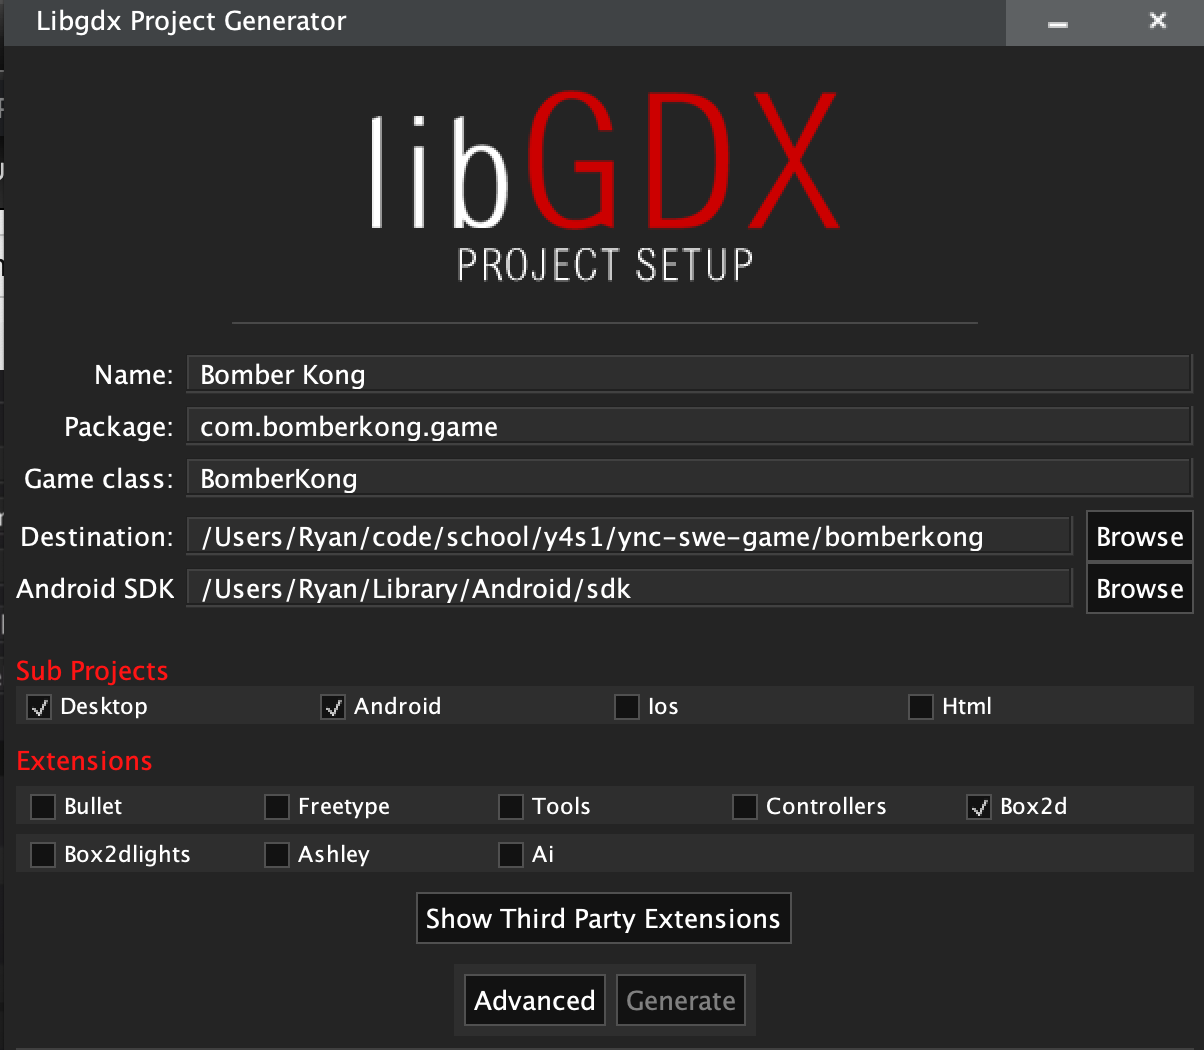 Libgdx Project Generator
libGDX
PROJECT SETUP
Name: Bomber Kong
Package: com.bomberkong.game
Game class: BomberKong
Destination: /Users/Ryan/code/school/y4s1/ync-swe-game/bomberkong Browse
Android SDK /Users/Ryan/Library/Android/sdk Browse
Sub Projects
Desktop Android Ios Html
Extensions
Bullet Freetype Tools Controllers Box2d
Box2dlights Ashley Ai
Show Third Party Extensions
Advanced Generate